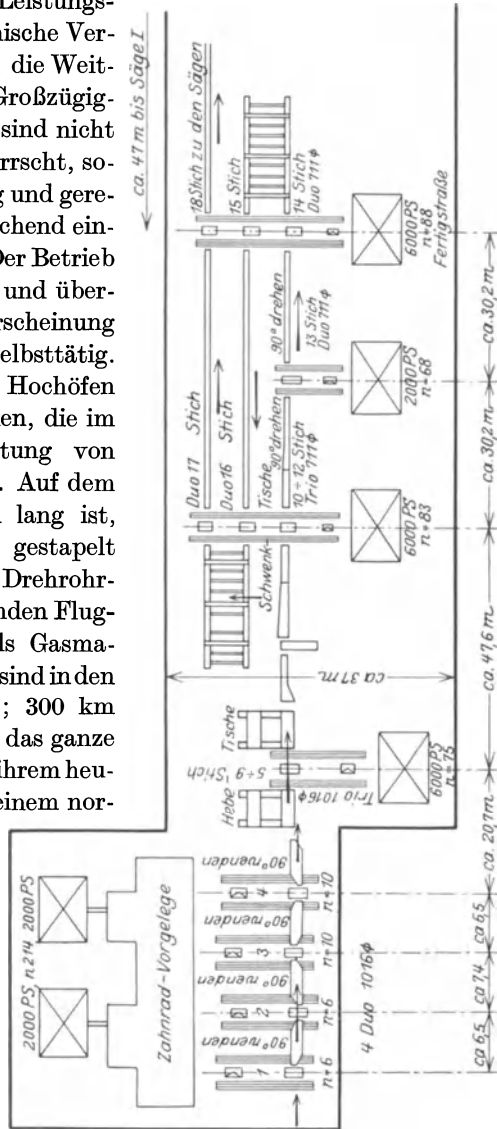 Leistungs-
nische Ver-
die Weit-
Großzügig-
sind nicht
rrscht, so-
g und gere-
chend ein-
Der Betrieb
und über-
rscheinung
elbsttätig.
Hochöfen
en, die im
tung von
. Auf dem
lang ist,
gestapelt
Drehrohr-
nden Flug-
ls Gasma-
sind in den
; 300 km
das ganze
ihrem heu-
einem nor-
ca. 47 m bis Säge I
18 Stich zu den Sägen
15 Stich
14 Stich
Duo 711 ϕ
6000 PS
n=88
Fertigstraße
90° drehen
13 Stich
Duo 711 ϕ
2000 PS
n=68
Duo 17 Stich
Duo 16 Stich
Schwenk-Tische
90° drehen
10 ÷ 12 Stich
Trio 711 ϕ
6000 PS
n=83
ca 37 m
Hebe Tische
5 ÷ 9 Stich
Trio 1016 ϕ
6000 PS
n=75
2000 PS n214 2000 PS
Zahnrad-Vorgelege
90° wenden
90° wenden
90° wenden
90° wenden
1
2
3
4
n=6
n=6
n=10
n=10
4 Duo 1016 ϕ
ca 6,5
ca 7,4
ca 6,5
ca. 20,7 m
ca. 47,6 m
ca. 30,2 m
ca. 30,2 m